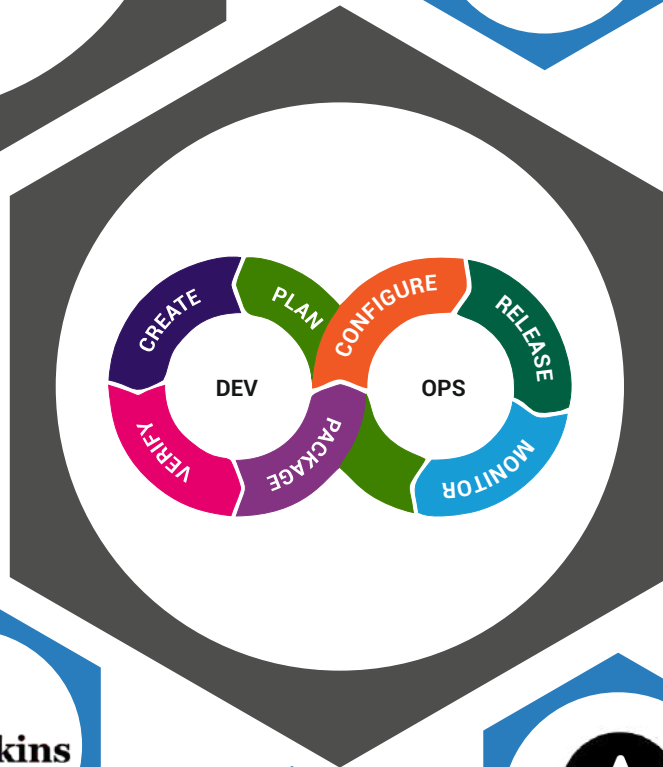 CREATE
PLAN
CONFIGURE
RELEASE
DEV
OPS
VERIFY
PACKAGE
MONITOR
kins